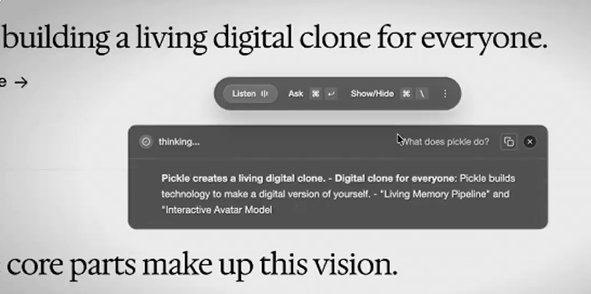 building a living digital clone for everyone.
e →
Listen Ask ⌘ ↵ Show/Hide ⌘ \
thinking... What does pickle do?
Pickle creates a living digital clone. - Digital clone for everyone: Pickle builds
technology to make a digital version of yourself. - "Living Memory Pipeline" and
"Interactive Avatar Model
core parts make up this vision.